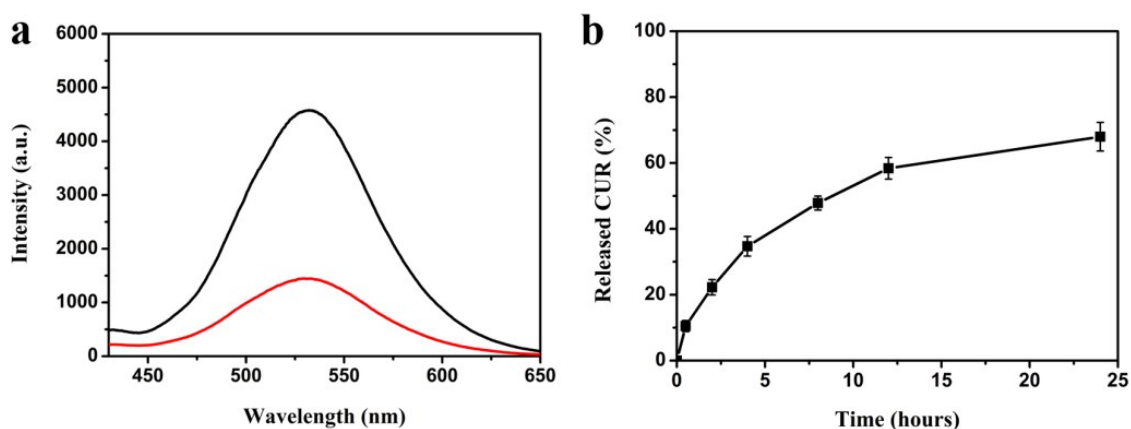 a
6000
5000
4000
3000
2000
1000
0
Intensity (a.u.)
450 500 550 600 650
Wavelength (nm)
b
100
80
60
40
20
0
Released CUR (%)
0 5 10 15 20 25
Time (hours)